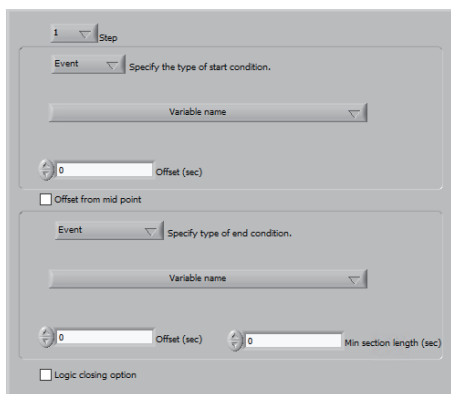 1 Step
Event Specify the type of start condition.
Variable name
0 Offset (sec)
Offset from mid point
Event Specify type of end condition.
Variable name
0 Offset (sec) 0 Min section length (sec)
Logic closing option